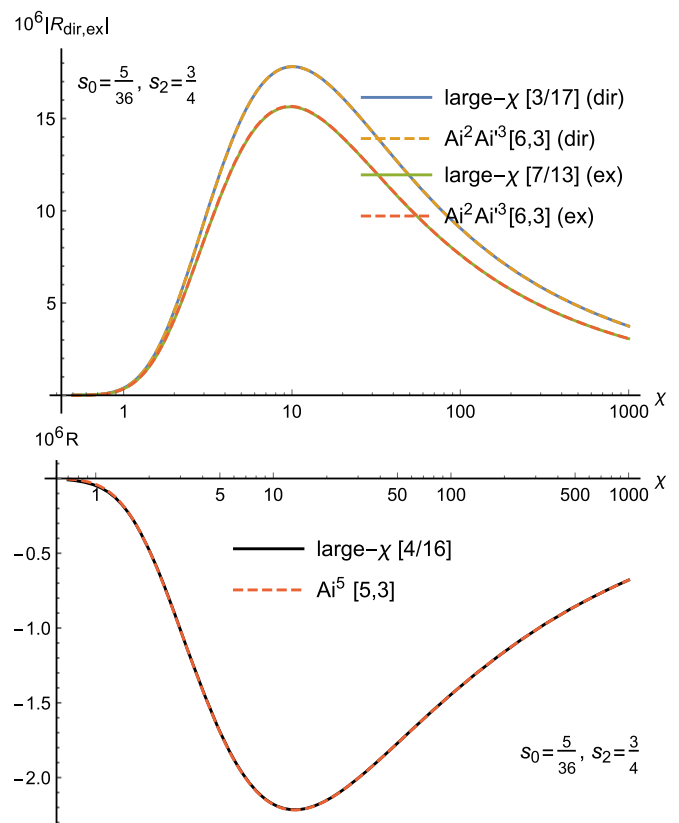 10⁶|R_dir,ex|
s₀=5/36, s₂=3/4
large-χ [3/17] (dir)
Ai²Ai'³[6,3] (dir)
large-χ [7/13] (ex)
Ai²Ai'³[6,3] (ex)
15
10
5
1 10 100 1000 χ
10⁶R
1 5 10 50 100 500 1000 χ
-0.5
large-χ [4/16]
Ai⁵ [5,3]
-1.0
-1.5
s₀=5/36, s₂=3/4
-2.0